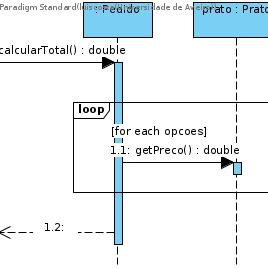 Paradigm Standard(luiscorreia(Universidade de Aveiro))
: Pedido
prato : Prato
calcularTotal() : double
loop
[for each opcoes]
1.1: getPreco() : double
1.2: